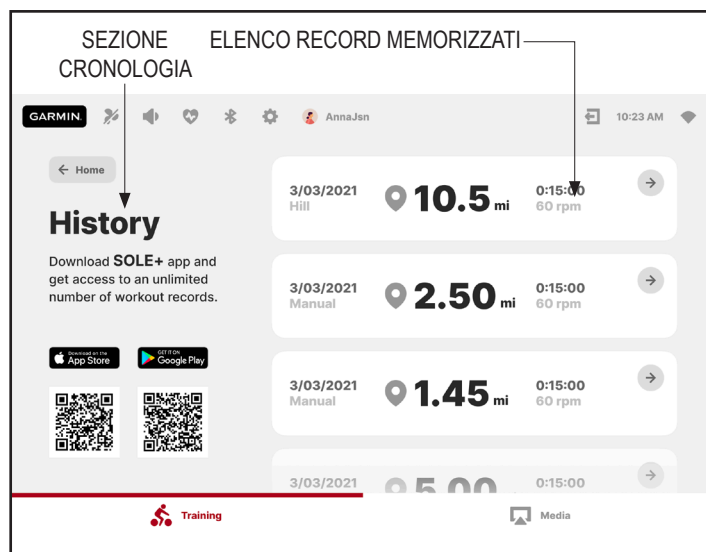 SEZIONE
CRONOLOGIA
ELENCO RECORD MEMORIZZATI
GARMIN.
AnnaJsn
10:23 AM
← Home
History
Download SOLE+ app and
get access to an unlimited
number of workout records.
Download on the
App Store
GET IT ON
Google Play
3/03/2021
Hill
10.5 mi
0:15:00
60 rpm
3/03/2021
Manual
2.50 mi
0:15:00
60 rpm
3/03/2021
Manual
1.45 mi
0:15:00
60 rpm
3/03/2021
5.00
0:15:00
Training
Media